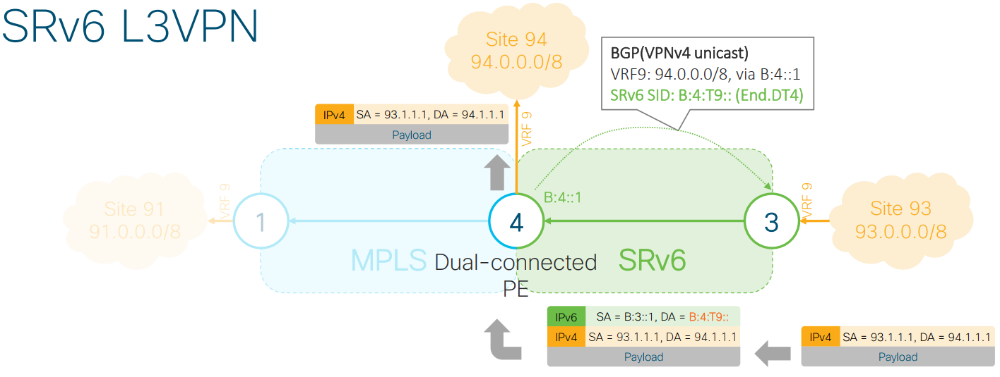 SRv6 L3VPN
Site 94
94.0.0.0/8
BGP(VPNv4 unicast)
VRF9: 94.0.0.0/8, via B:4::1
SRv6 SID: B:4:T9:: (End.DT4)
IPv4 SA = 93.1.1.1, DA = 94.1.1.1
Payload
VRF 9
Site 91
91.0.0.0/8
VRF 9
1
4
B:4::1
3
VRF 9
Site 93
93.0.0.0/8
MPLS
Dual-connected
PE
SRv6
IPv6 SA = B:3::1, DA = B:4:T9::
IPv4 SA = 93.1.1.1, DA = 94.1.1.1
Payload
IPv4 SA = 93.1.1.1, DA = 94.1.1.1
Payload